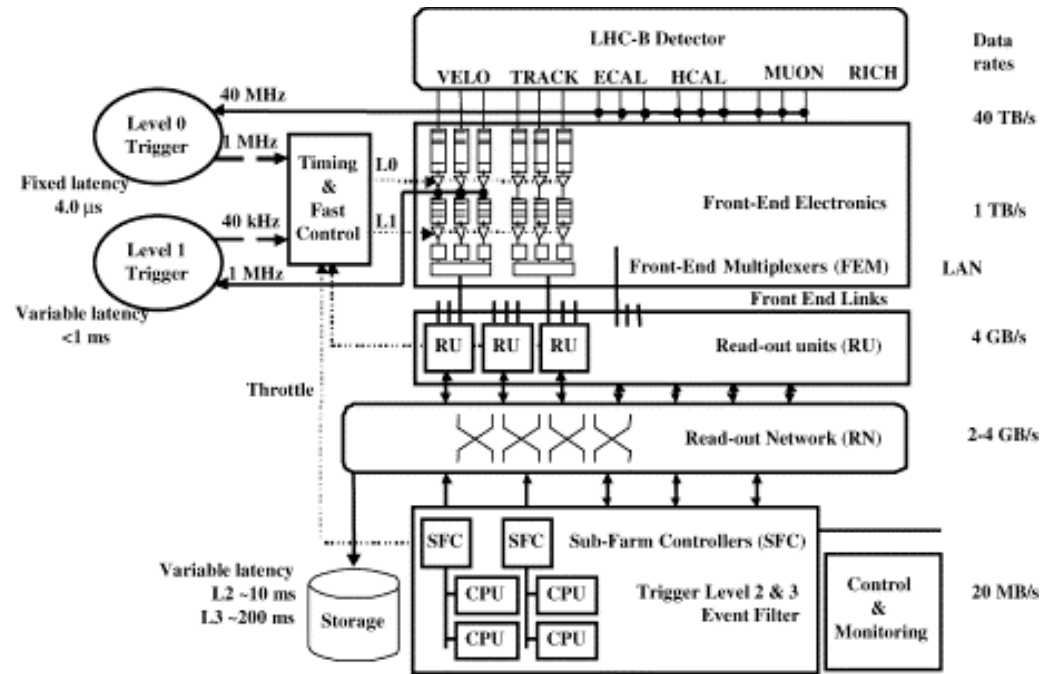 LHC-B Detector
Data
rates
VELO TRACK ECAL HCAL MUON RICH
40 MHz
40 TB/s
Level 0
Trigger
1 MHz
Timing
&
Fast
Control
L0
L1
Fixed latency
4.0 μs
Front-End Electronics
1 TB/s
40 kHz
Level 1
Trigger
1 MHz
Front-End Multiplexers (FEM)
LAN
Front End Links
Variable latency
<1 ms
RU RU RU
Read-out units (RU)
4 GB/s
Throttle
Read-out Network (RN)
2-4 GB/s
SFC SFC
Sub-Farm Controllers (SFC)
Variable latency
L2 ~10 ms
L3 ~200 ms
Storage
CPU CPU
CPU CPU
Trigger Level 2 & 3
Event Filter
Control
&
Monitoring
20 MB/s